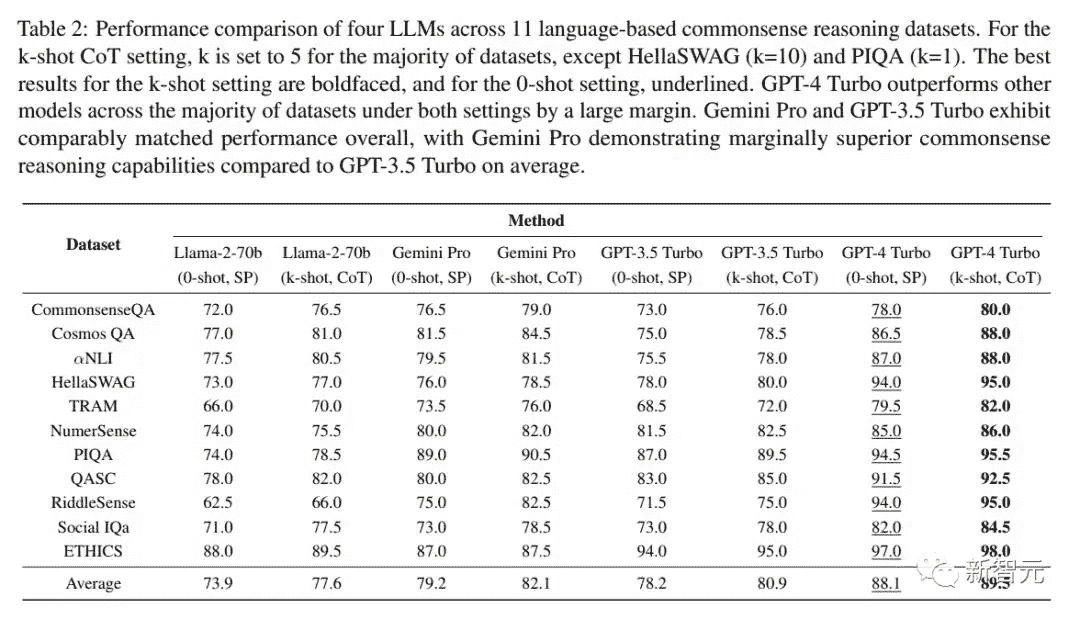 Table 2: Performance comparison of four LLMs across 11 language-based commonsense reasoning datasets. For the
k-shot CoT setting, k is set to 5 for the majority of datasets, except HellaSWAG (k=10) and PIQA (k=1). The best
results for the k-shot setting are boldfaced, and for the 0-shot setting, underlined. GPT-4 Turbo outperforms other
models across the majority of datasets under both settings by a large margin. Gemini Pro and GPT-3.5 Turbo exhibit
comparably matched performance overall, with Gemini Pro demonstrating marginally superior commonsense
reasoning capabilities compared to GPT-3.5 Turbo on average.
Method
Dataset
Llama-2-70b Llama-2-70b Gemini Pro Gemini Pro GPT-3.5 Turbo GPT-3.5 Turbo GPT-4 Turbo GPT-4 Turbo
(0-shot, SP) (k-shot, CoT) (0-shot, SP) (k-shot, CoT) (0-shot, SP) (k-shot, CoT) (0-shot, SP) (k-shot, CoT)
CommonsenseQA 72.0 76.5 76.5 79.0 73.0 76.0 78.0 80.0
Cosmos QA 77.0 81.0 81.5 84.5 75.0 78.5 86.5 88.0
αNLI 77.5 80.5 79.5 81.5 75.5 78.0 87.0 88.0
HellaSWAG 73.0 77.0 76.0 78.5 78.0 80.0 94.0 95.0
TRAM 66.0 70.0 73.5 76.0 68.5 72.0 79.5 82.0
NumerSense 74.0 75.5 80.0 82.0 81.5 82.5 85.0 86.0
PIQA 74.0 78.5 89.0 90.5 87.0 89.5 94.5 95.5
QASC 78.0 82.0 80.0 82.5 83.0 85.0 91.5 92.5
RiddleSense 62.5 66.0 75.0 82.5 71.5 75.0 94.0 95.0
Social IQa 71.0 77.5 73.0 78.5 73.0 78.0 82.0 84.5
ETHICS 88.0 89.5 87.0 87.5 94.0 95.0 97.0 98.0
Average 73.9 77.6 79.2 82.1 78.2 80.9 88.1 89.5
新智元